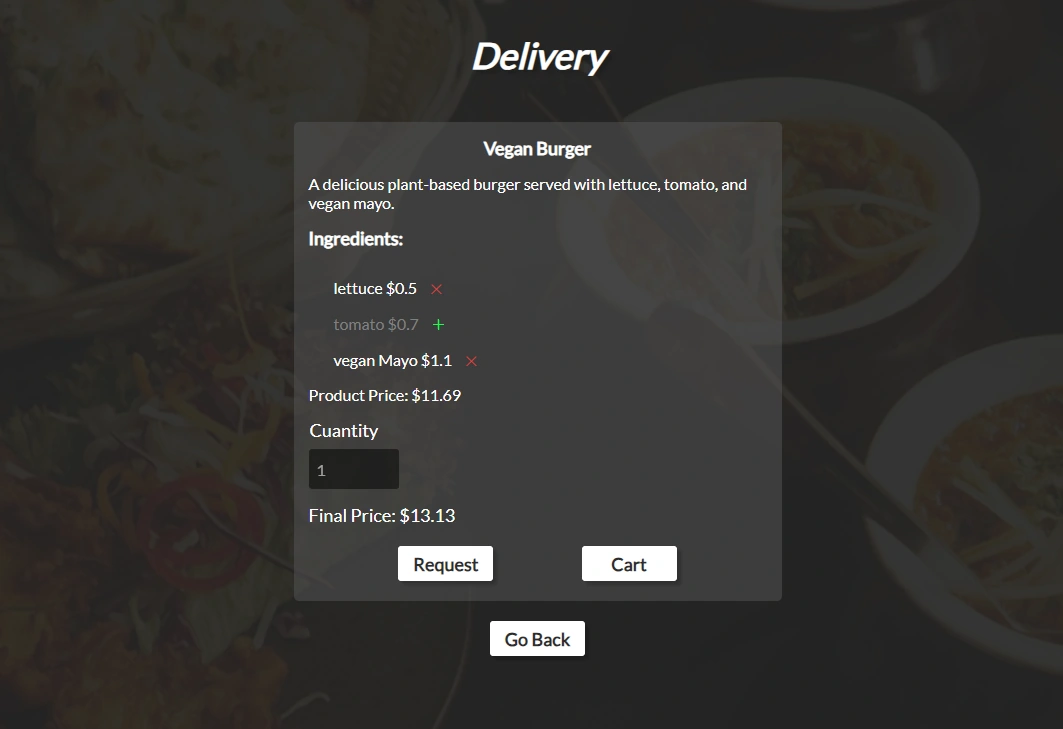 Delivery
Vegan Burger
A delicious plant-based burger served with lettuce, tomato, and
vegan mayo.
Ingredients:
lettuce $0.5 ×
tomato $0.7 +
vegan Mayo $1.1 ×
Product Price: $11.69
Cuantity
1
Final Price: $13.13
Request
Cart
Go Back